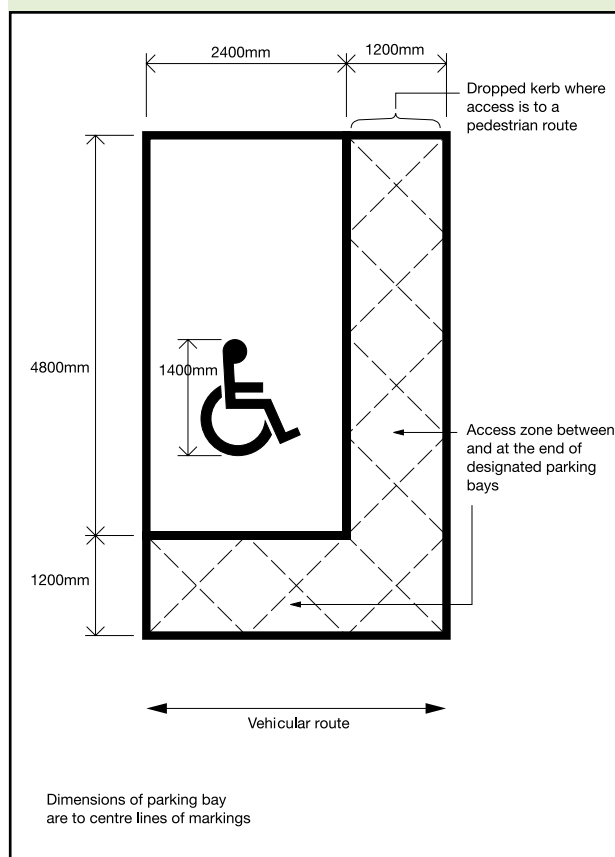 2400mm
1200mm
Dropped kerb where
access is to a
pedestrian route
4800mm
1400mm
Access zone between
and at the end of
designated parking
bays
1200mm
Vehicular route
Dimensions of parking bay
are to centre lines of markings